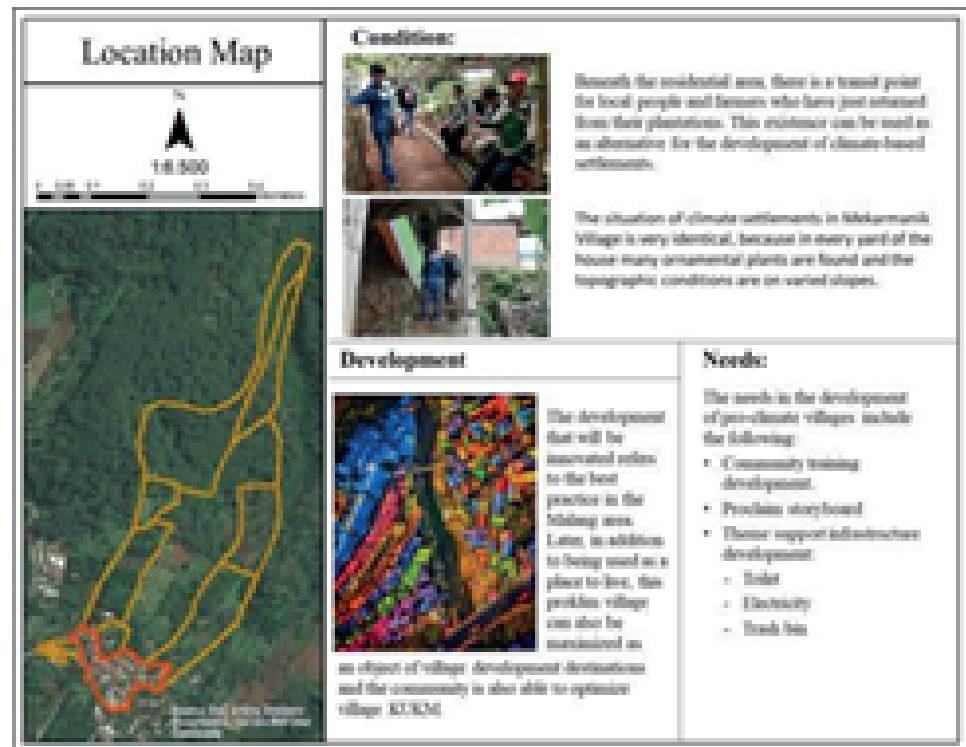 Location Map
N
1:6.500
Condition:
Beneath the residential area, there is a transit point
for local people and farmers who have just returned
from their plantations. This existence can be used as
an alternative for the development of climate-based
settlements.
The situation of climate settlements in Mekarmanik
Village is very identical, because in every yard of the
house many ornamental plants are found and the
topographic conditions are on varied slopes.
Development
The development
that will be
innovated refers
to the best
practice in the
Malang area.
Later, in addition
to being used as a
place to live, this
proklim village
can also be
maximized as
an object of village development destinations
and the community is also able to optimize
village
Needs:
The needs in the development
of pro-climate villages include
the following:
• Community training
development.
• Proclaim storyboard
• Theme support infrastructure
development:
- Toilet
- Electricity
- Trash bin